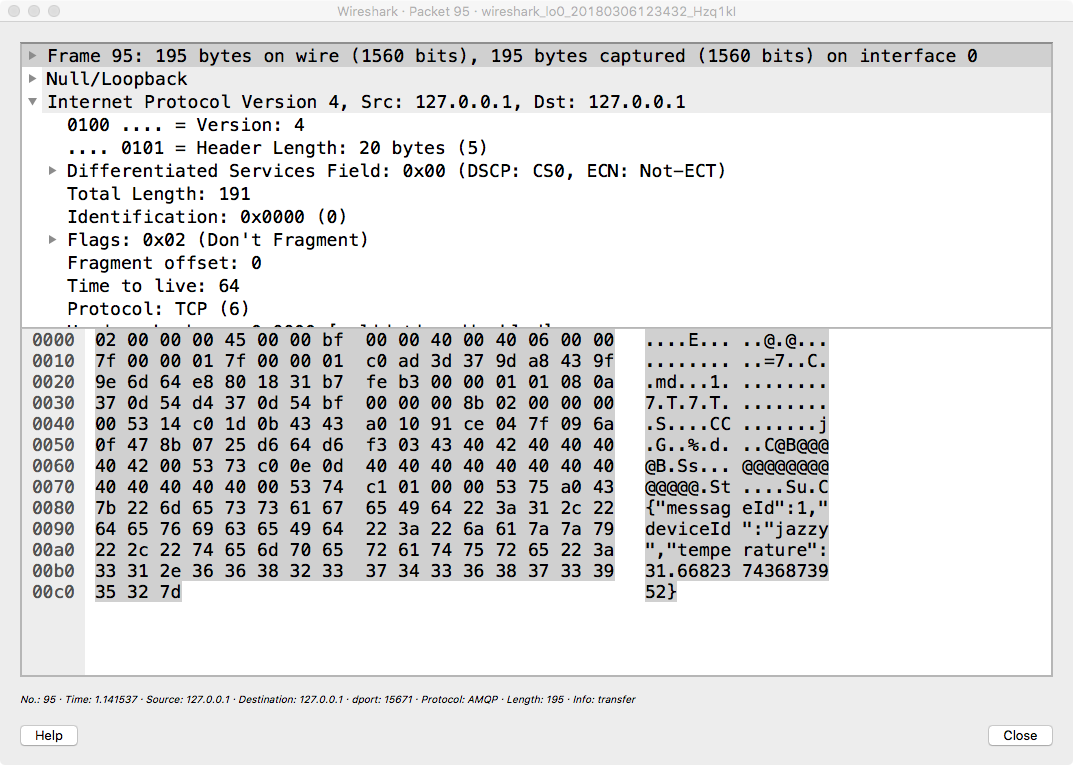 Wireshark · Packet 95 · wireshark_lo0_20180306123432_Hzq1kl
Frame 95: 195 bytes on wire (1560 bits), 195 bytes captured (1560 bits) on interface 0
Null/Loopback
Internet Protocol Version 4, Src: 127.0.0.1, Dst: 127.0.0.1
0100 .... = Version: 4
.... 0101 = Header Length: 20 bytes (5)
Differentiated Services Field: 0x00 (DSCP: CS0, ECN: Not-ECT)
Total Length: 191
Identification: 0x0000 (0)
Flags: 0x02 (Don't Fragment)
Fragment offset: 0
Time to live: 64
Protocol: TCP (6)
0000 02 00 00 00 45 00 00 bf 00 00 40 00 40 06 00 00 ....E... ..@.@...
0010 7f 00 00 01 7f 00 00 01 c0 ad 3d 37 9d a8 43 9f ........ ..=7..C.
0020 9e 6d 64 e8 80 18 31 b7 fe b3 00 00 01 01 08 0a .md...1. ........
0030 37 0d 54 d4 37 0d 54 bf 00 00 00 8b 02 00 00 00 7.T.7.T. ........
0040 00 53 14 c0 1d 0b 43 43 a0 10 91 ce 04 7f 09 6a .S....CC .......j
0050 0f 47 8b 07 25 d6 64 d6 f3 03 43 40 42 40 40 40 .G..%.d. ..C@B@@@
0060 40 42 00 53 73 c0 0e 0d 40 40 40 40 40 40 40 40 @B.Ss... @@@@@@@@
0070 40 40 40 40 40 00 53 74 c1 01 00 00 53 75 a0 43 @@@@@.St ....Su.C
0080 7b 22 6d 65 73 73 61 67 65 49 64 22 3a 31 2c 22 {"messag eId":1,"
0090 64 65 76 69 63 65 49 64 22 3a 22 6a 61 7a 7a 79 deviceId ":"jazzy
00a0 22 2c 22 74 65 6d 70 65 72 61 74 75 72 65 22 3a ","tempe rature":
00b0 33 31 2e 36 36 38 32 33 37 34 33 36 38 37 33 39 31.66823 74368739
00c0 35 32 7d 52}
No.: 95 · Time: 1.141537 · Source: 127.0.0.1 · Destination: 127.0.0.1 · dport: 15671 · Protocol: AMQP · Length: 195 · Info: transfer
Help
Close